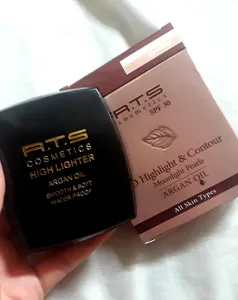 R.T.S
COSMETICS
HIGH LIGHTER
ARGAN OIL
SMOOTH & SOFT
WATER PROOF
R.T.S
COSMETICS
SPF 30
D Highlight & Contour
Moonlight Pearls
ARGAN OIL
All Skin Types